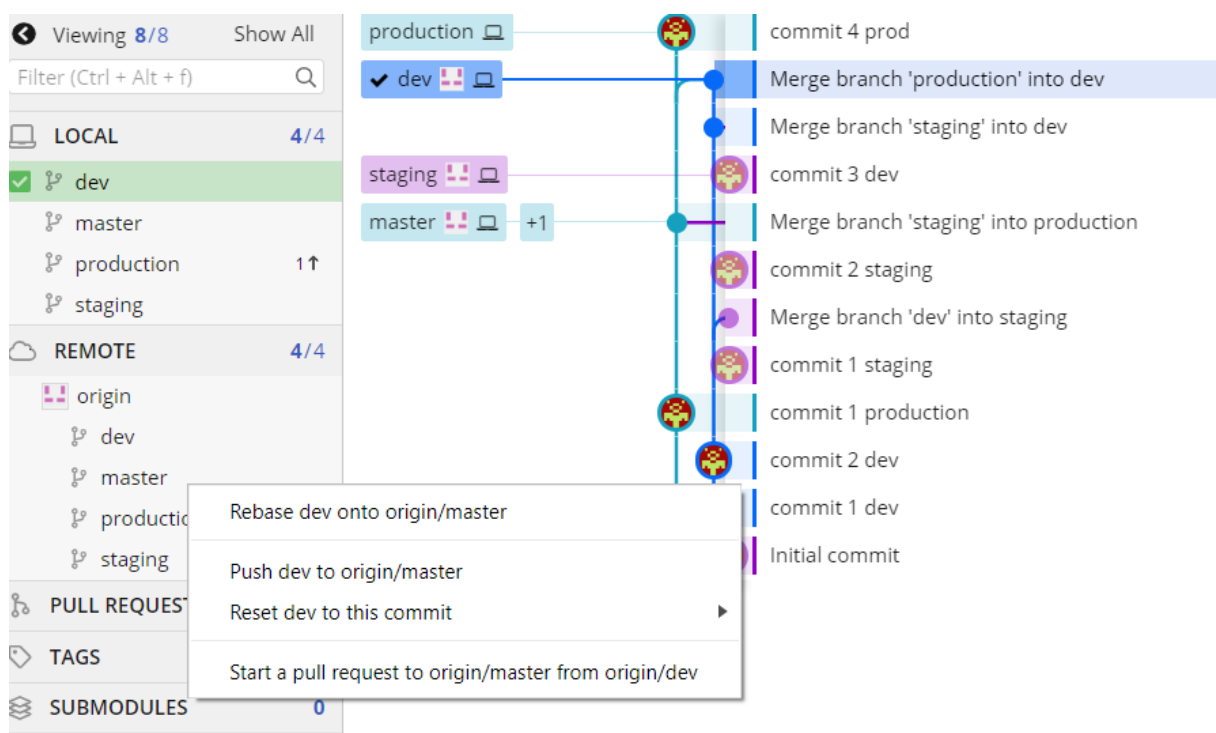 Viewing 8/8 Show All
Filter (Ctrl + Alt + f)
LOCAL 4/4
dev
master
production 1↑
staging
REMOTE 4/4
origin
dev
master
productic
staging
PULL REQUEST
TAGS
SUBMODULES 0
production
dev
staging
master +1
commit 4 prod
Merge branch 'production' into dev
Merge branch 'staging' into dev
commit 3 dev
Merge branch 'staging' into production
commit 2 staging
Merge branch 'dev' into staging
commit 1 staging
commit 1 production
commit 2 dev
commit 1 dev
Initial commit
Rebase dev onto origin/master
Push dev to origin/master
Reset dev to this commit
Start a pull request to origin/master from origin/dev